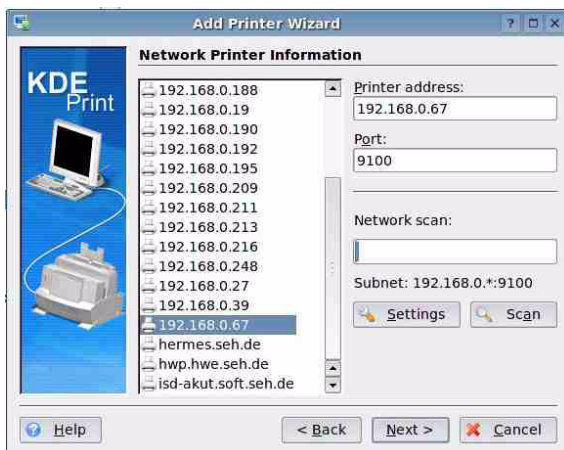 Add Printer Wizard
Network Printer Information
KDE
Print
192.168.0.188
192.168.0.19
192.168.0.190
192.168.0.192
192.168.0.195
192.168.0.209
192.168.0.211
192.168.0.213
192.168.0.216
192.168.0.248
192.168.0.27
192.168.0.39
192.168.0.67
hermes.seh.de
hwp.hwe.seh.de
isd-akut.soft.seh.de
Printer address:
192.168.0.67
Port:
9100
Network scan:
Subnet: 192.168.0.*:9100
Settings
Scan
Help
< Back
Next >
Cancel